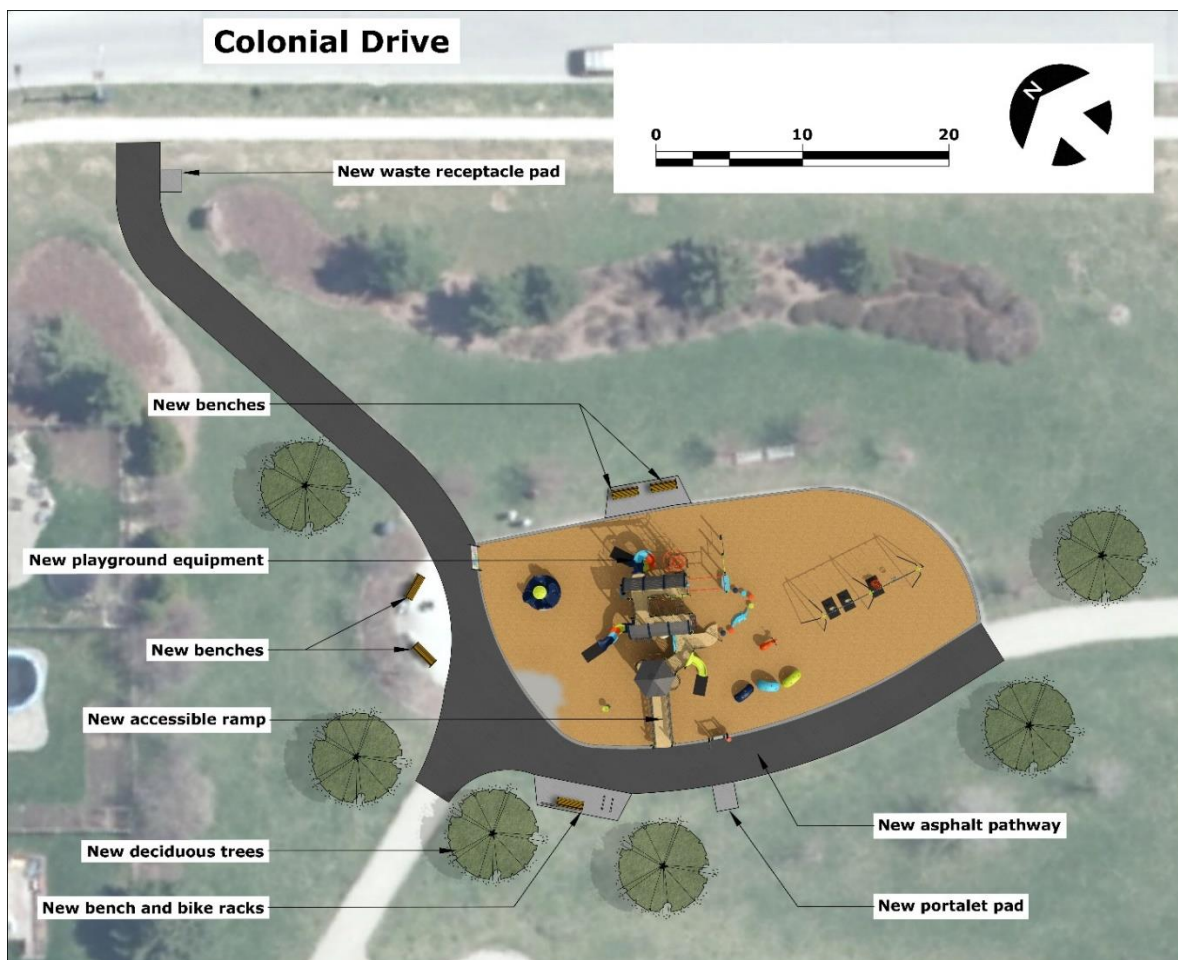 Colonial Drive
N
0 10 20
New waste receptacle pad
New benches
New playground equipment
New benches
New accessible ramp
New asphalt pathway
New deciduous trees
New bench and bike racks
New portalet pad